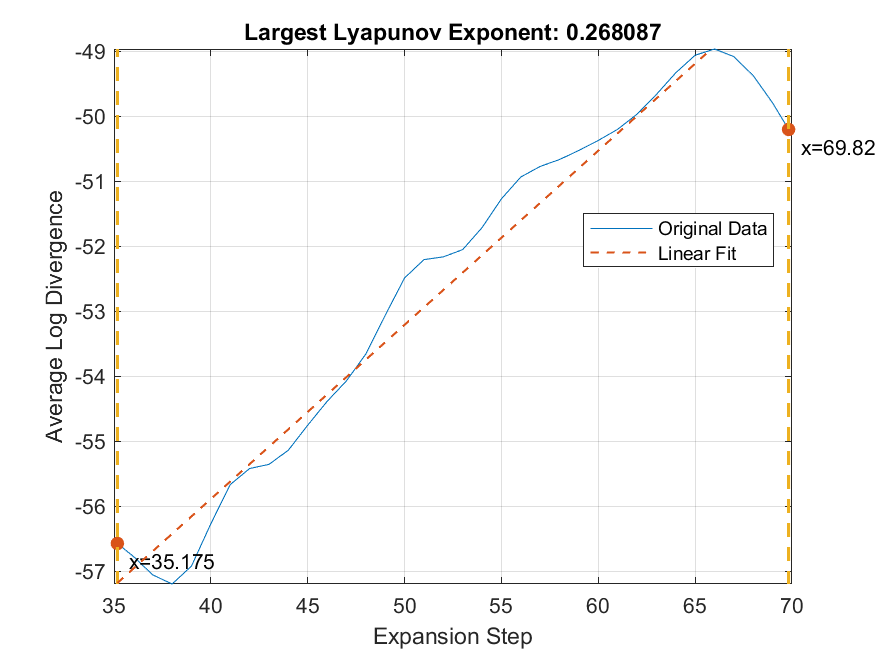 Largest Lyapunov Exponent: 0.268087
-49
-50
-51
-52
-53
-54
-55
-56
-57
Average Log Divergence
x=69.82
Original Data
Linear Fit
x=35.175
35 40 45 50 55 60 65 70
Expansion Step